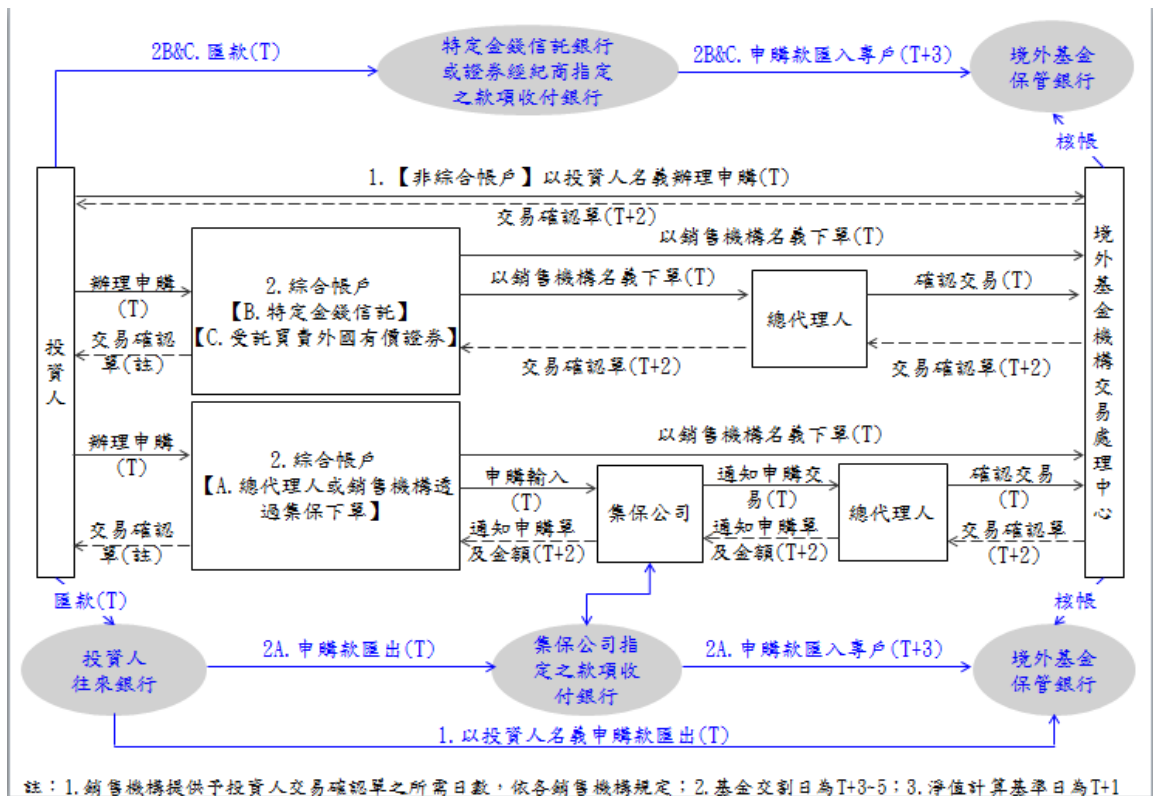 2B&C.匯款(T)
特定金錢信託銀行
或證券經紀商指定
之款項收付銀行
2B&C.申購款匯入專戶(T+3)
境外基金
保管銀行
核帳
1.【非綜合帳戶】以投資人名義辦理申購(T)
交易確認單(T+2)
以銷售機構名義下單(T)
投資人
辦理申購
(T)
交易確認
單(註)
2.綜合帳戶
【B.特定金錢信託】
【C.受託買賣外國有價證券】
以銷售機構名義下單(T)
交易確認單(T+2)
總代理人
確認交易(T)
交易確認單(T+2)
境外基金機構交易處理中心
辦理申購
(T)
交易確認
單(註)
2.綜合帳戶
【A.總代理人或銷售機構透
過集保下單】
以銷售機構名義下單(T)
申購輸入
(T)
通知申購單
及金額(T+2)
集保公司
通知申購交
易(T)
通知申購單
及金額(T+2)
總代理人
確認交易
(T)
交易確認單
(T+2)
匯款(T)
核帳
投資人
往來銀行
2A.申購款匯出(T)
集保公司指
定之款項收
付銀行
2A.申購款匯入專戶(T+3)
境外基金
保管銀行
1.以投資人名義申購款匯出(T)
註：1.銷售機構提供予投資人交易確認單之所需日數，依各銷售機構規定；2.基金交割日為T+3~5；3.淨值計算基準日為T+1